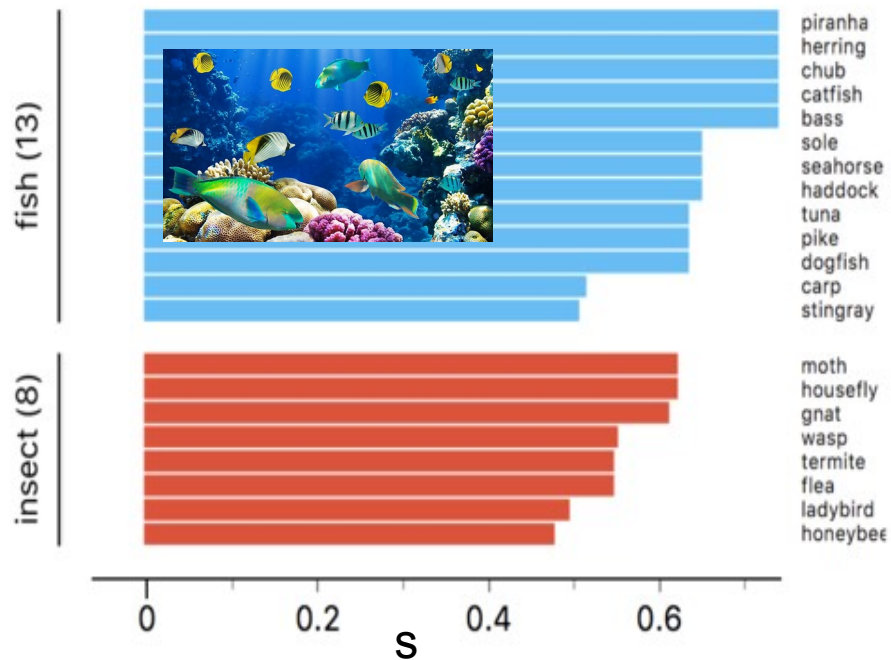 fish (13)
piranha
herring
chub
catfish
bass
sole
seahorse
haddock
tuna
pike
dogfish
carp
stingray
insect (8)
moth
housefly
gnat
wasp
termite
flea
ladybird
honeybee
0 0.2 0.4 0.6
s